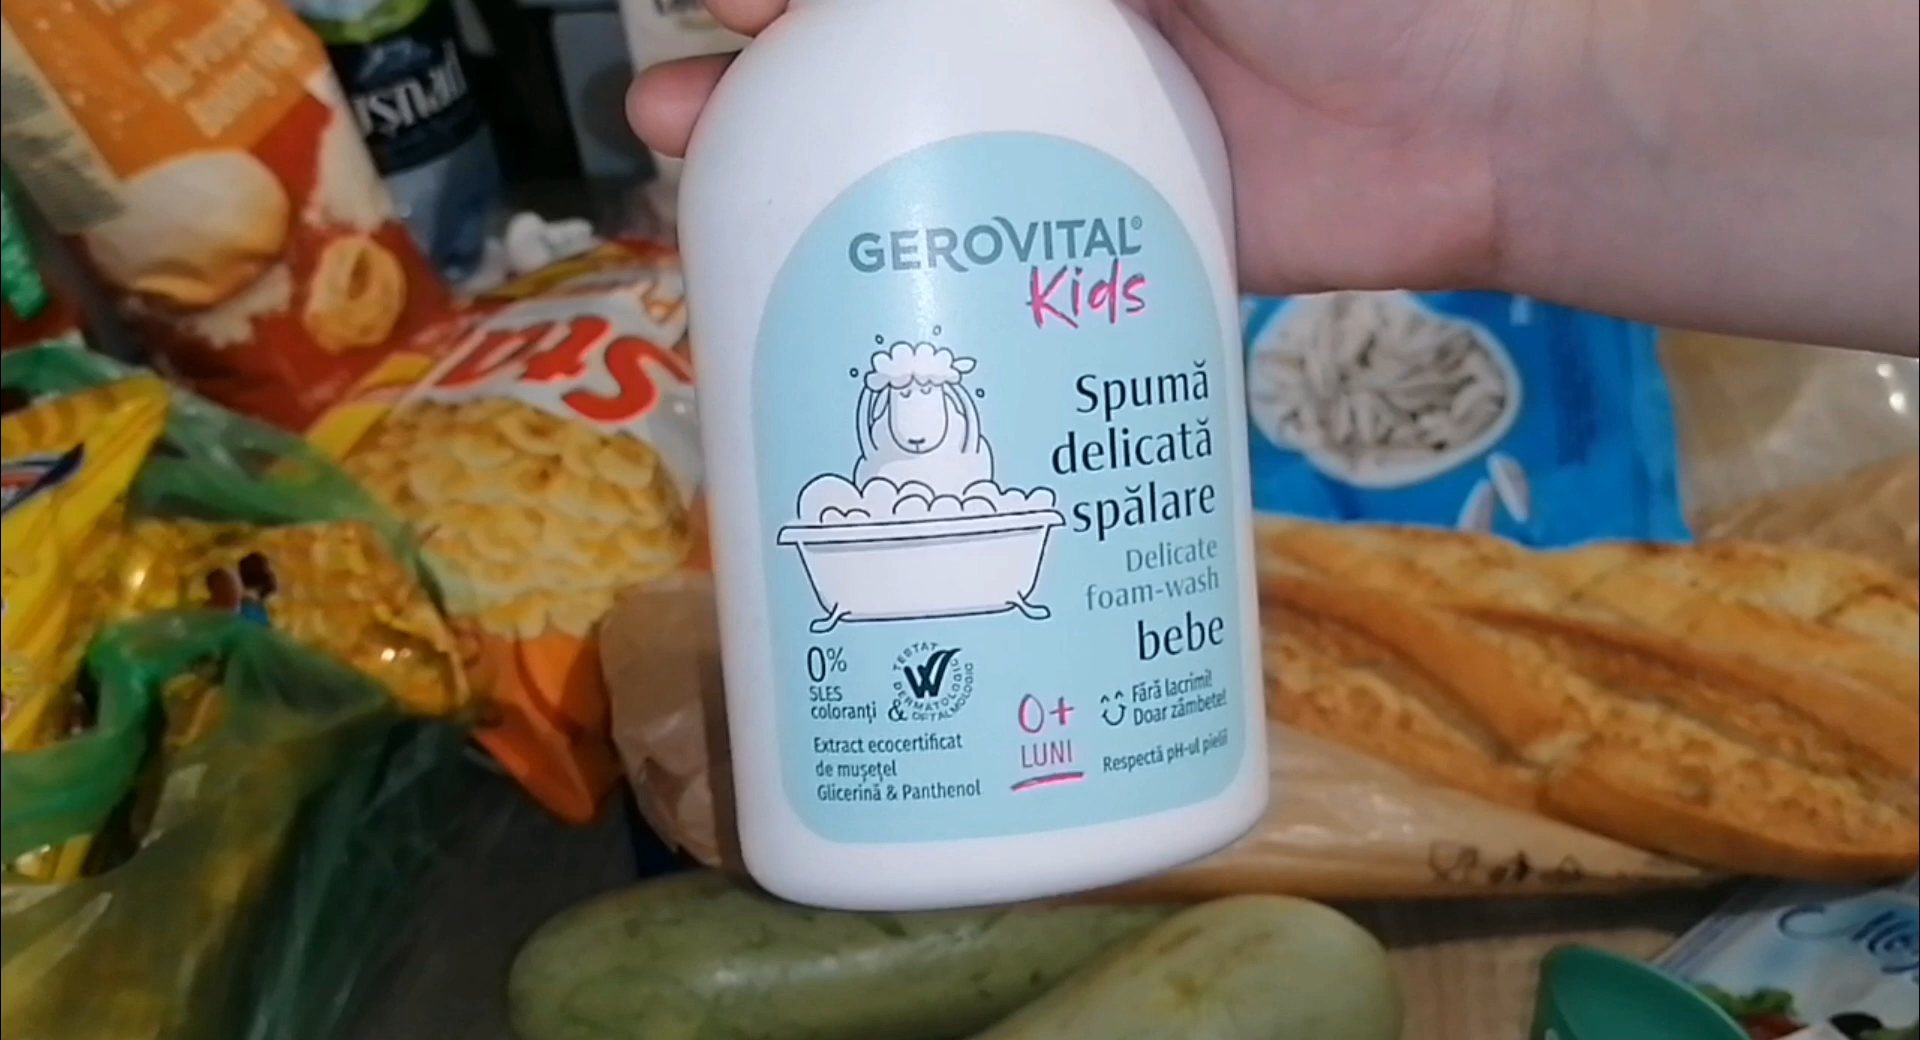 GEROVITAL®
Kids
Spumă
delicată
spălare
Delicate
foam-wash
bebe
0%
SLES
coloranți &
TESTAT
DERMATOLOGIC
OFTALMOLOGIC
Extract ecocertificat
de mușețel
Glicerină & Panthenol
0+
LUNI
Fără lacrimi!
Doar zâmbete!
Respectă pH-ul pielii